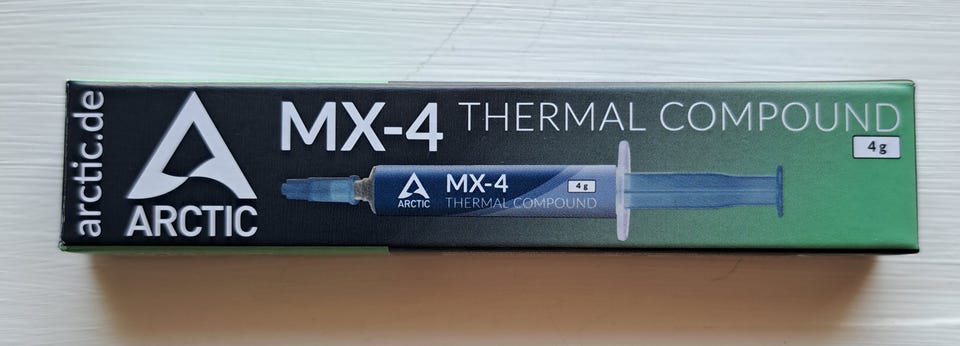 arctic.de
ARCTIC
MX-4 THERMAL COMPOUND
4g
ARCTIC
MX-4
4g
THERMAL COMPOUND